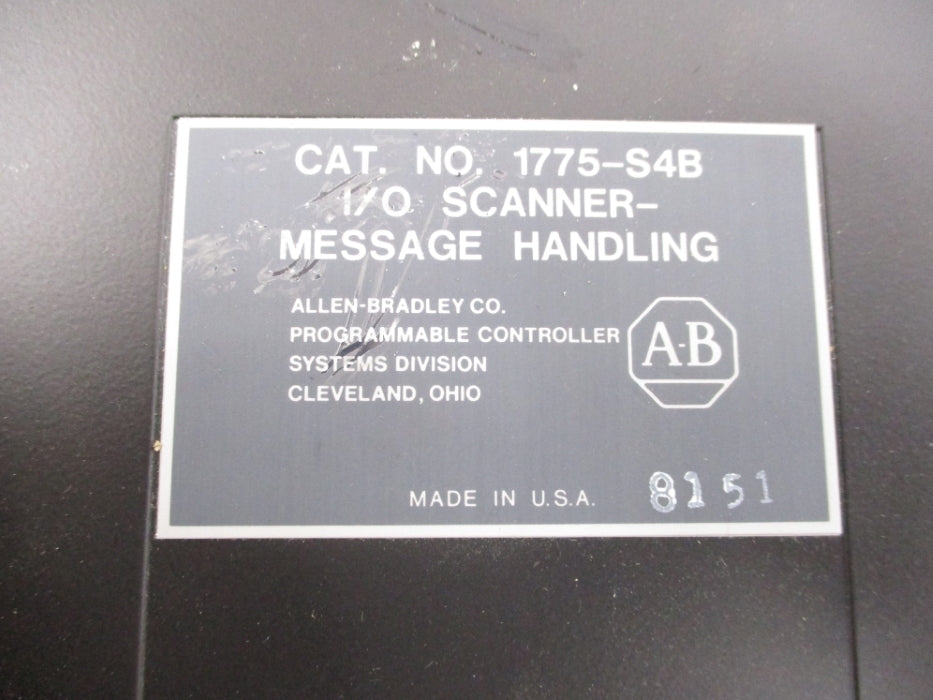 CAT. NO. 1775-S4B
I/O SCANNER-
MESSAGE HANDLING
ALLEN-BRADLEY CO.
PROGRAMMABLE CONTROLLER
SYSTEMS DIVISION
CLEVELAND, OHIO
A-B
MADE IN U.S.A.
8151